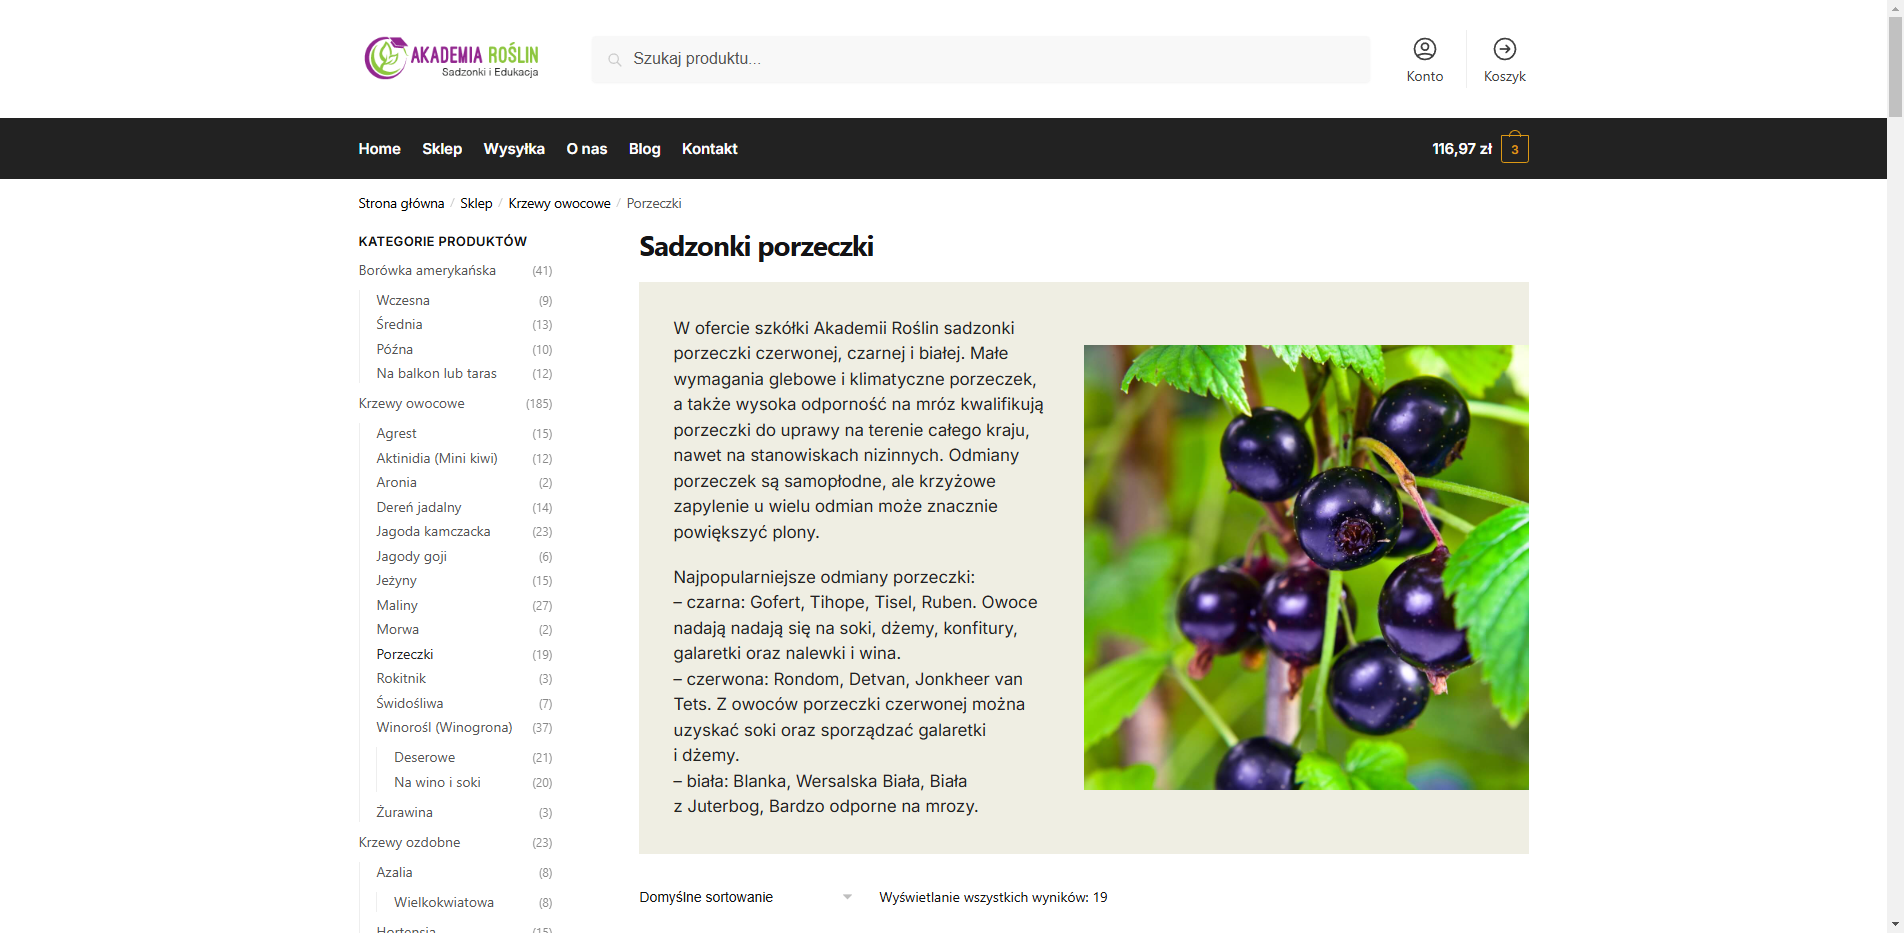 AKADEMIA ROŚLIN
Sadzonki i Edukacja
Szukaj produktu...
Konto
Koszyk
Home
Sklep
Wysyłka
O nas
Blog
Kontakt
116,97 zł
3
Strona główna / Sklep / Krzewy owocowe / Porzeczki
KATEGORIE PRODUKTÓW
Borówka amerykańska (41)
Wczesna (9)
Średnia (13)
Późna (10)
Na balkon lub taras (12)
Krzewy owocowe (185)
Agrest (15)
Aktinidia (Mini kiwi) (12)
Aronia (2)
Dereń jadalny (14)
Jagoda kamczacka (23)
Jagody goji (6)
Jeżyny (15)
Maliny (27)
Morwa (2)
Porzeczki (19)
Rokitnik (3)
Świdośliwa (7)
Winorośl (Winogrona) (37)
Deserowe (21)
Na wino i soki (20)
Żurawina (3)
Krzewy ozdobne (23)
Azalia (8)
Wielkokwiatowa (8)
Hortensja (15)
Sadzonki porzeczki
W ofercie szkółki Akademii Roślin sadzonki
porzeczki czerwonej, czarnej i białej. Małe
wymagania glebowe i klimatyczne porzeczek,
a także wysoka odporność na mróz kwalifikują
porzeczki do uprawy na terenie całego kraju,
nawet na stanowiskach nizinnych. Odmiany
porzeczek są samopłodne, ale krzyżowe
zapylenie u wielu odmian może znacznie
powiększyć plony.
Najpopularniejsze odmiany porzeczki:
– czarna: Gofert, Tihope, Tisel, Ruben. Owoce
nadają nadają się na soki, dżemy, konfitury,
galaretki oraz nalewki i wina.
– czerwona: Rondom, Detvan, Jonkheer van
Tets. Z owoców porzeczki czerwonej można
uzyskać soki oraz sporządzać galaretki
i dżemy.
– biała: Blanka, Wersalska Biała, Biała
z Juterbog, Bardzo odporne na mrozy.
Domyślne sortowanie
Wyświetlanie wszystkich wyników: 19